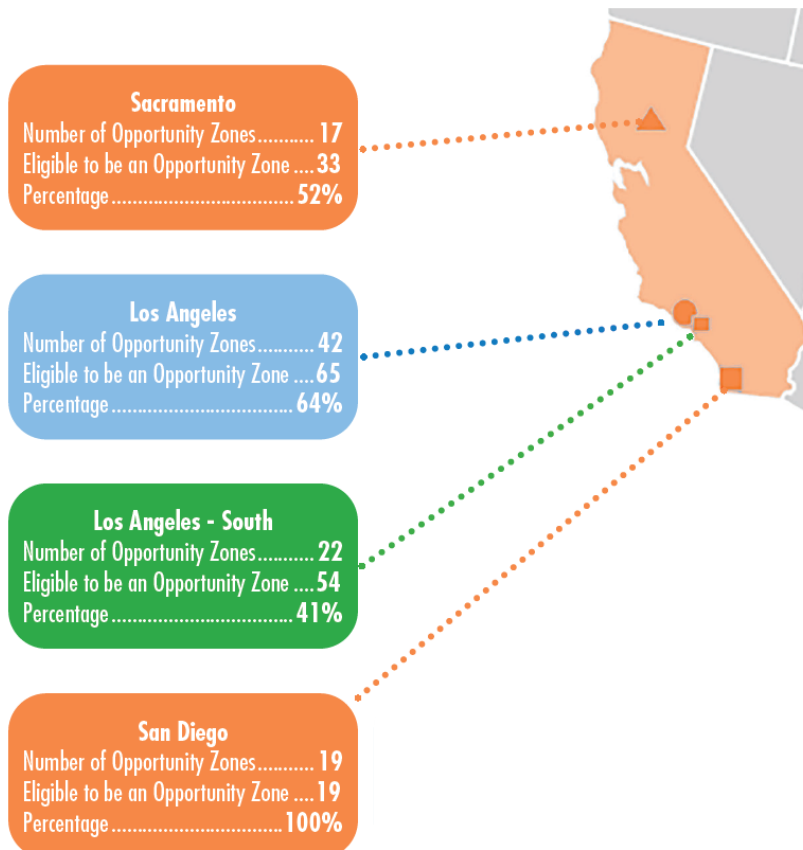 Sacramento
Number of Opportunity Zones........... 17
Eligible to be an Opportunity Zone .... 33
Percentage ................................... 52%
Los Angeles
Number of Opportunity Zones........... 42
Eligible to be an Opportunity Zone .... 65
Percentage ................................... 64%
Los Angeles - South
Number of Opportunity Zones........... 22
Eligible to be an Opportunity Zone .... 54
Percentage ................................... 41%
San Diego
Number of Opportunity Zones........... 19
Eligible to be an Opportunity Zone .... 19
Percentage ................................. 100%